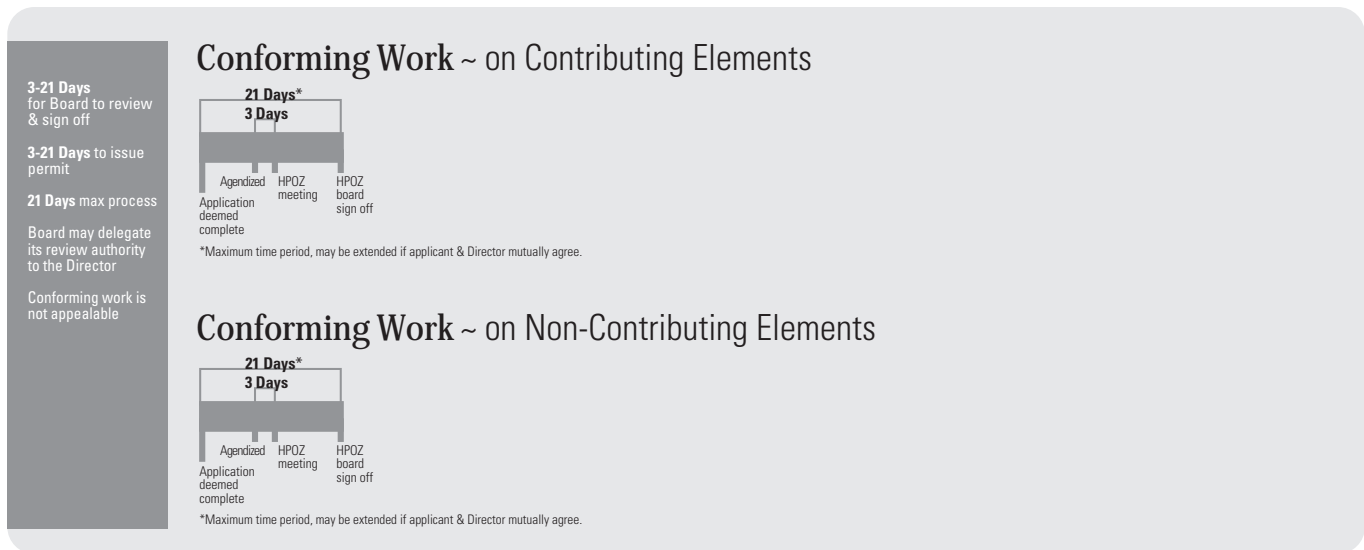 3-21 Days
for Board to review
& sign off
3-21 Days to issue
permit
21 Days max process
Board may delegate
its review authority
to the Director
Conforming work is
not appealable
Conforming Work ~ on Contributing Elements
21 Days*
3 Days
Agendized
HPOZ
meeting
HPOZ
board
sign off
Application
deemed
complete
*Maximum time period, may be extended if applicant & Director mutually agree.
Conforming Work ~ on Non-Contributing Elements
21 Days*
3 Days
Agendized
HPOZ
meeting
HPOZ
board
sign off
Application
deemed
complete
*Maximum time period, may be extended if applicant & Director mutually agree.